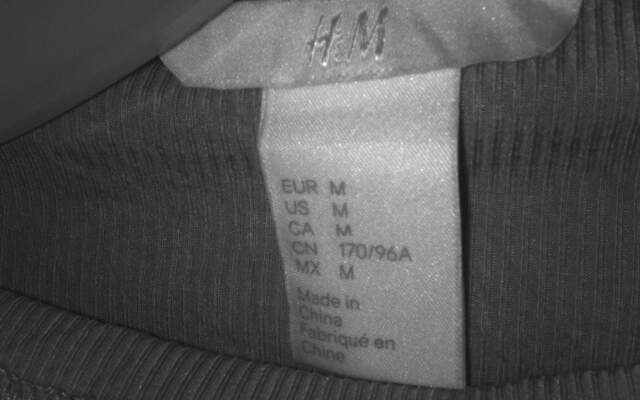 H&M
EUR M
US M
CA M
CN 170/96A
MX M
Made in
China
Fabriqué en
Chine